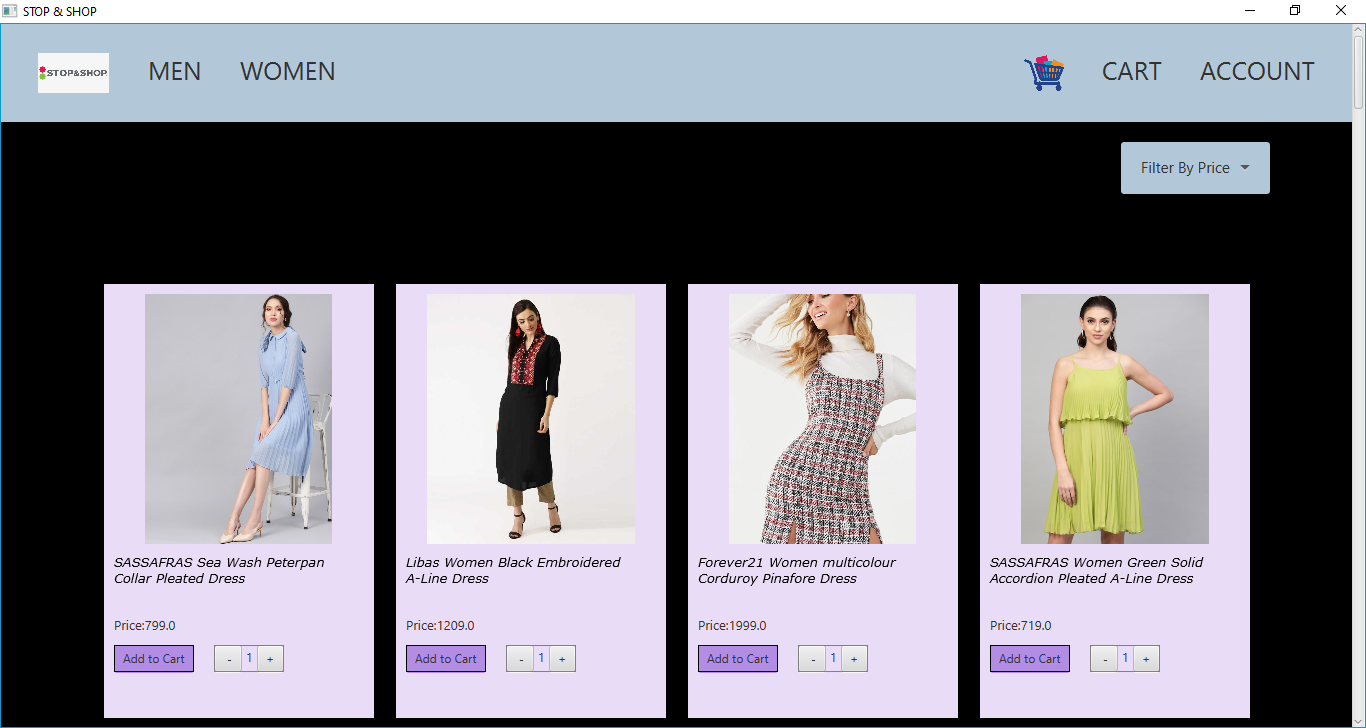 STOP & SHOP
STOP&SHOP
MEN
WOMEN
CART
ACCOUNT
Filter By Price
SASSAFRAS Sea Wash Peterpan
Collar Pleated Dress
Price:799.0
Add to Cart
- 1 +
Libas Women Black Embroidered
A-Line Dress
Price:1209.0
Add to Cart
- 1 +
Forever21 Women multicolour
Corduroy Pinafore Dress
Price:1999.0
Add to Cart
- 1 +
SASSAFRAS Women Green Solid
Accordion Pleated A-Line Dress
Price:719.0
Add to Cart
- 1 +